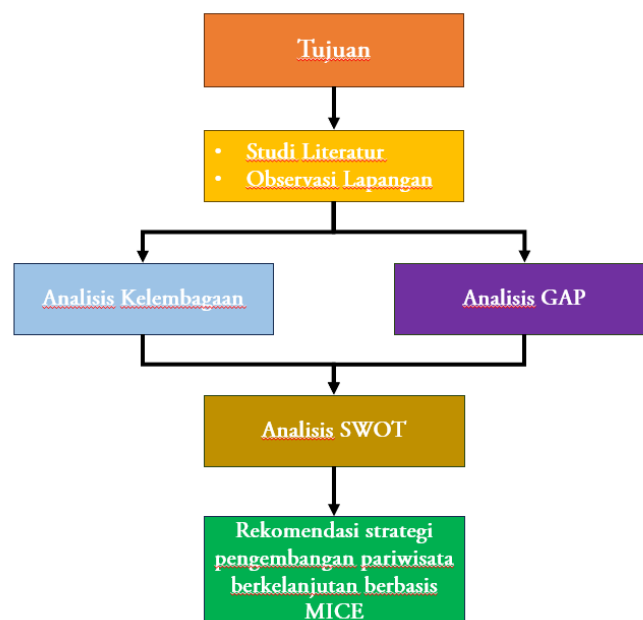 Tujuan
• Studi Literatur
• Observasi Lapangan
Analisis Kelembagaan
Analisis GAP
Analisis SWOT
Rekomendasi strategi
pengembangan pariwisata
berkelanjutan berbasis
MICE